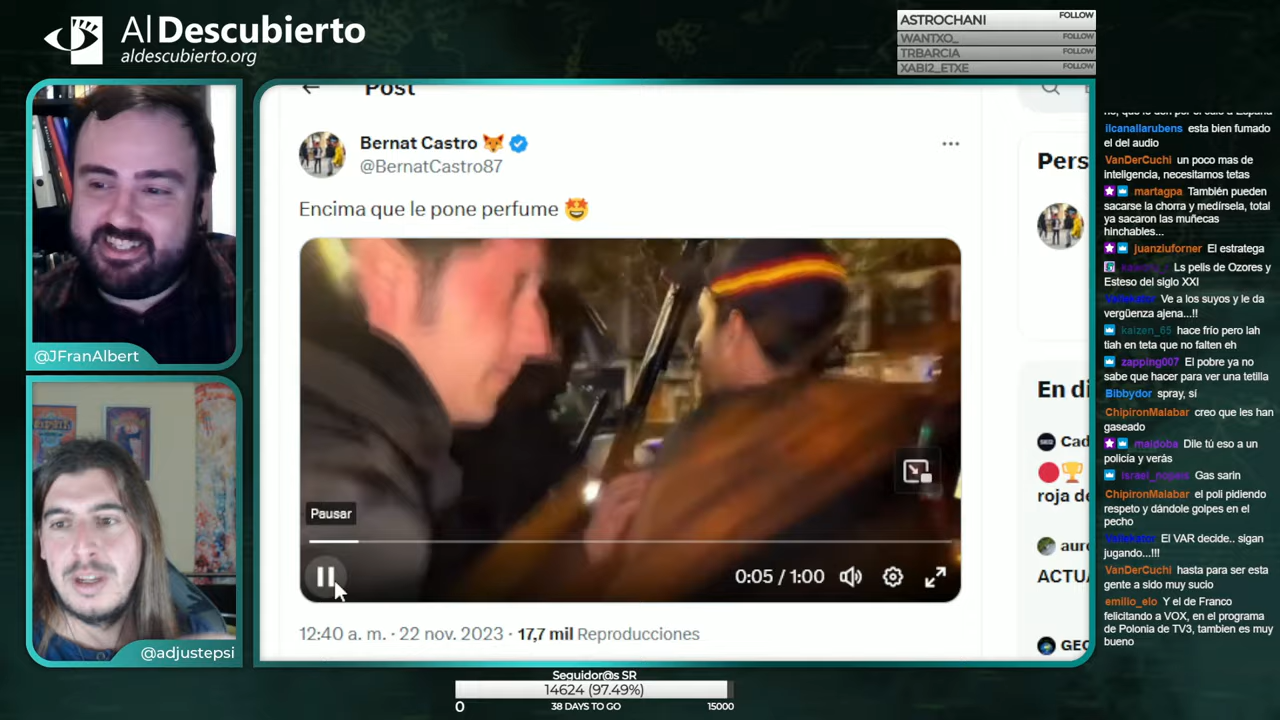 Al Descubierto
aldescubierto.org
ASTROCHANI FOLLOW
WANTXO_ FOLLOW
TRBARCIA FOLLOW
XABI2_ETXE FOLLOW
@JFranAlbert
@adjustepsi
Post
Bernat Castro
@BernatCastro87
Encima que le pone perfume
Pausar
0:05 / 1:00
12:40 a. m. · 22 nov. 2023 · 17,7 mil Reproducciones
Pers
En di
Cad
roja de
auro
ACTUA
GEO
ilcanallarubens esta bien fumado
el del audio
VanDerCuchi un poco mas de
inteligencia, necesitamos tetas
martagpa También pueden
sacarse la chorra y medírsela, total
ya sacaron las muñecas
hinchables...
juanziuforner El estratega
Ls pelis de Ozores y
Esteso del siglo XXI
Ve a los suyos y le da
vergüenza ajena...!!
kaizen_65 hace frío pero lah
tiah en teta que no falten eh
zapping007 El pobre ya no
sabe que hacer para ver una tetilla
Bibbydor spray, sí
ChipironMalabar creo que les han
gaseado
maldoba Dile tú eso a un
policía y verás
Gas sarin
ChipironMalabar el poli pidiendo
respeto y dándole golpes en el
pecho
El VAR decide.. sigan
jugando...!!!
VanDerCuchi hasta para ser esta
gente a sido muy sucio
emilio_elo Y el de Franco
felicitando a VOX, en el programa
de Polonia de TV3, tambien es muy
bueno
Seguidor@s SR
14624 (97.49%)
0 38 DAYS TO GO 15000